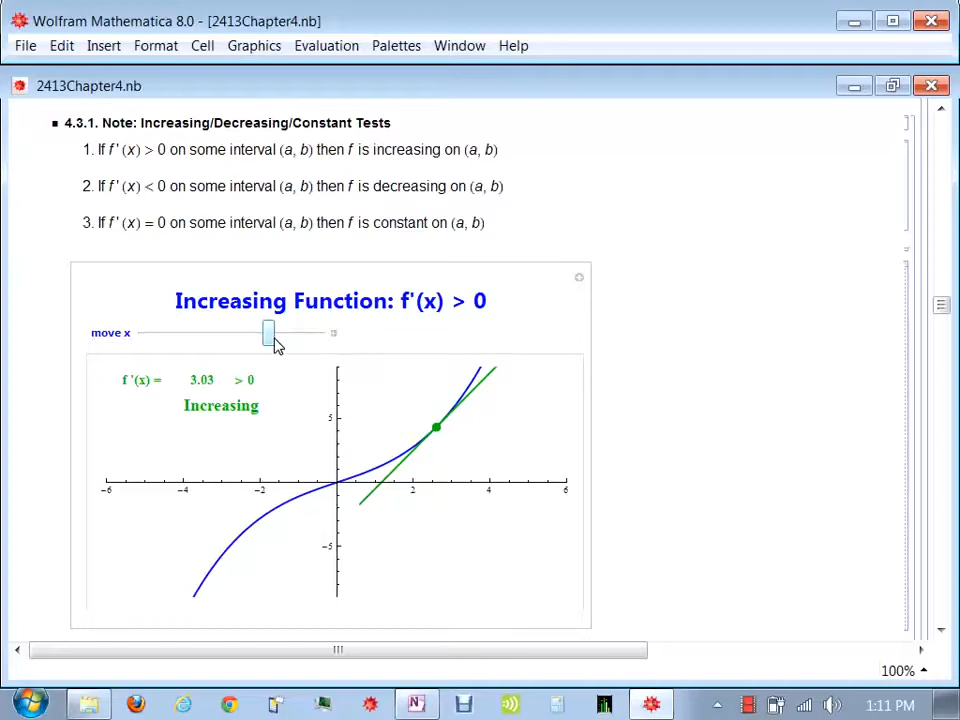 Wolfram Mathematica 8.0 - [2413Chapter4.nb]
File Edit Insert Format Cell Graphics Evaluation Palettes Window Help
2413Chapter4.nb
4.3.1. Note: Increasing/Decreasing/Constant Tests
1. If f ' (x) > 0 on some interval (a, b) then f is increasing on (a, b)
2. If f ' (x) < 0 on some interval (a, b) then f is decreasing on (a, b)
3. If f ' (x) = 0 on some interval (a, b) then f is constant on (a, b)
Increasing Function: f'(x) > 0
move x
f '(x) = 3.03 > 0
Increasing
5
−6 −4 −2 2 4 6
−5
100%
1:11 PM